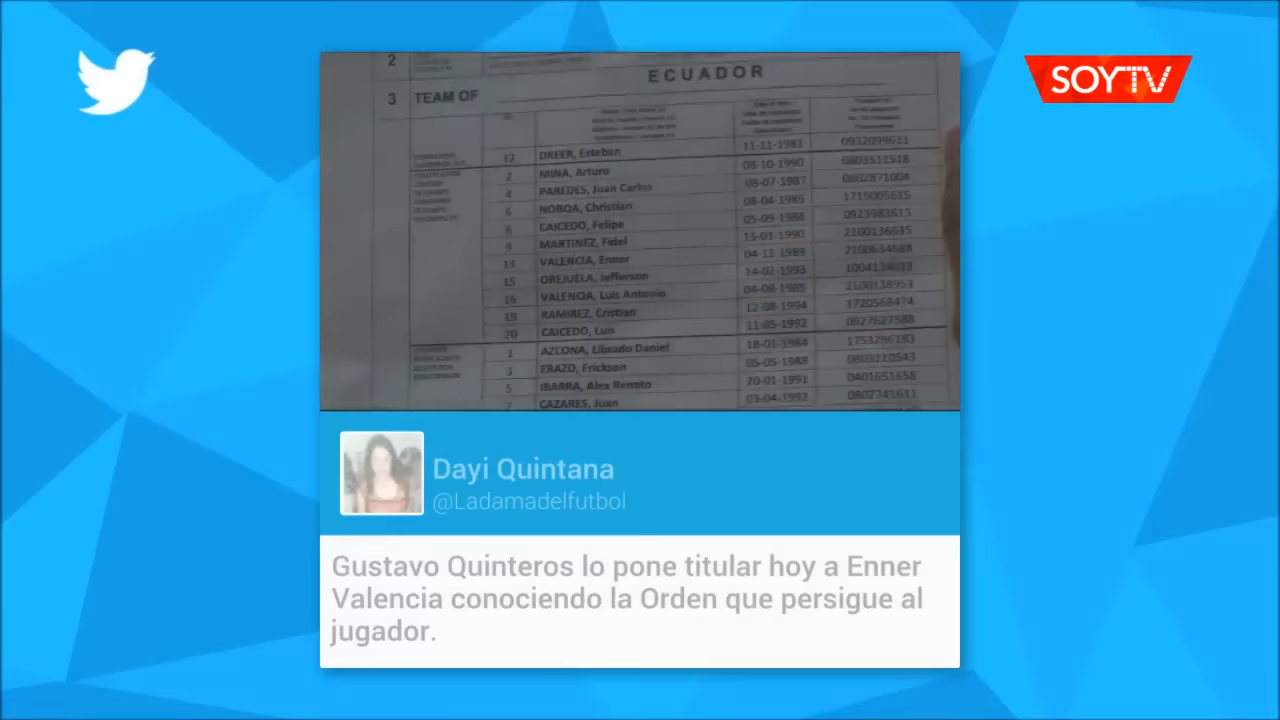 SOYTV
2
ECUADOR
3 TEAM OF
12 DREER, Esteban 11-11-1981 0932099631
2 MINA, Arturo 08-10-1990 0803511518
4 PAREDES, Juan Carlos 08-07-1987 0802871004
6 NOBOA, Christian 08-04-1985 1715005615
8 CAICEDO, Felipe 05-09-1988 0923983613
9 MARTINEZ, Fidel 15-01-1990 2100136635
13 VALENCIA, Enner 04-11-1989 2100634688
15 OREJUELA, Jefferson 14-02-1993
16 VALENCIA, Luis Antonio 04-08-1985 2100138953
19 RAMIREZ, Cristian 12-08-1994 1720568474
20 CAICEDO, Luis 11-05-1992 0927627588
1 AZCONA, Librado Daniel 18-01-1984 1753296183
3 ERAZO, Frickson 05-05-1988 0803110543
5 IBARRA, Alex Renato 20-01-1991 0401651658
7 CAZARES, Juan 03-04-1992 0802741611
Dayi Quintana
@Ladamadelfutbol
Gustavo Quinteros lo pone titular hoy a Enner
Valencia conociendo la Orden que persigue al
jugador.